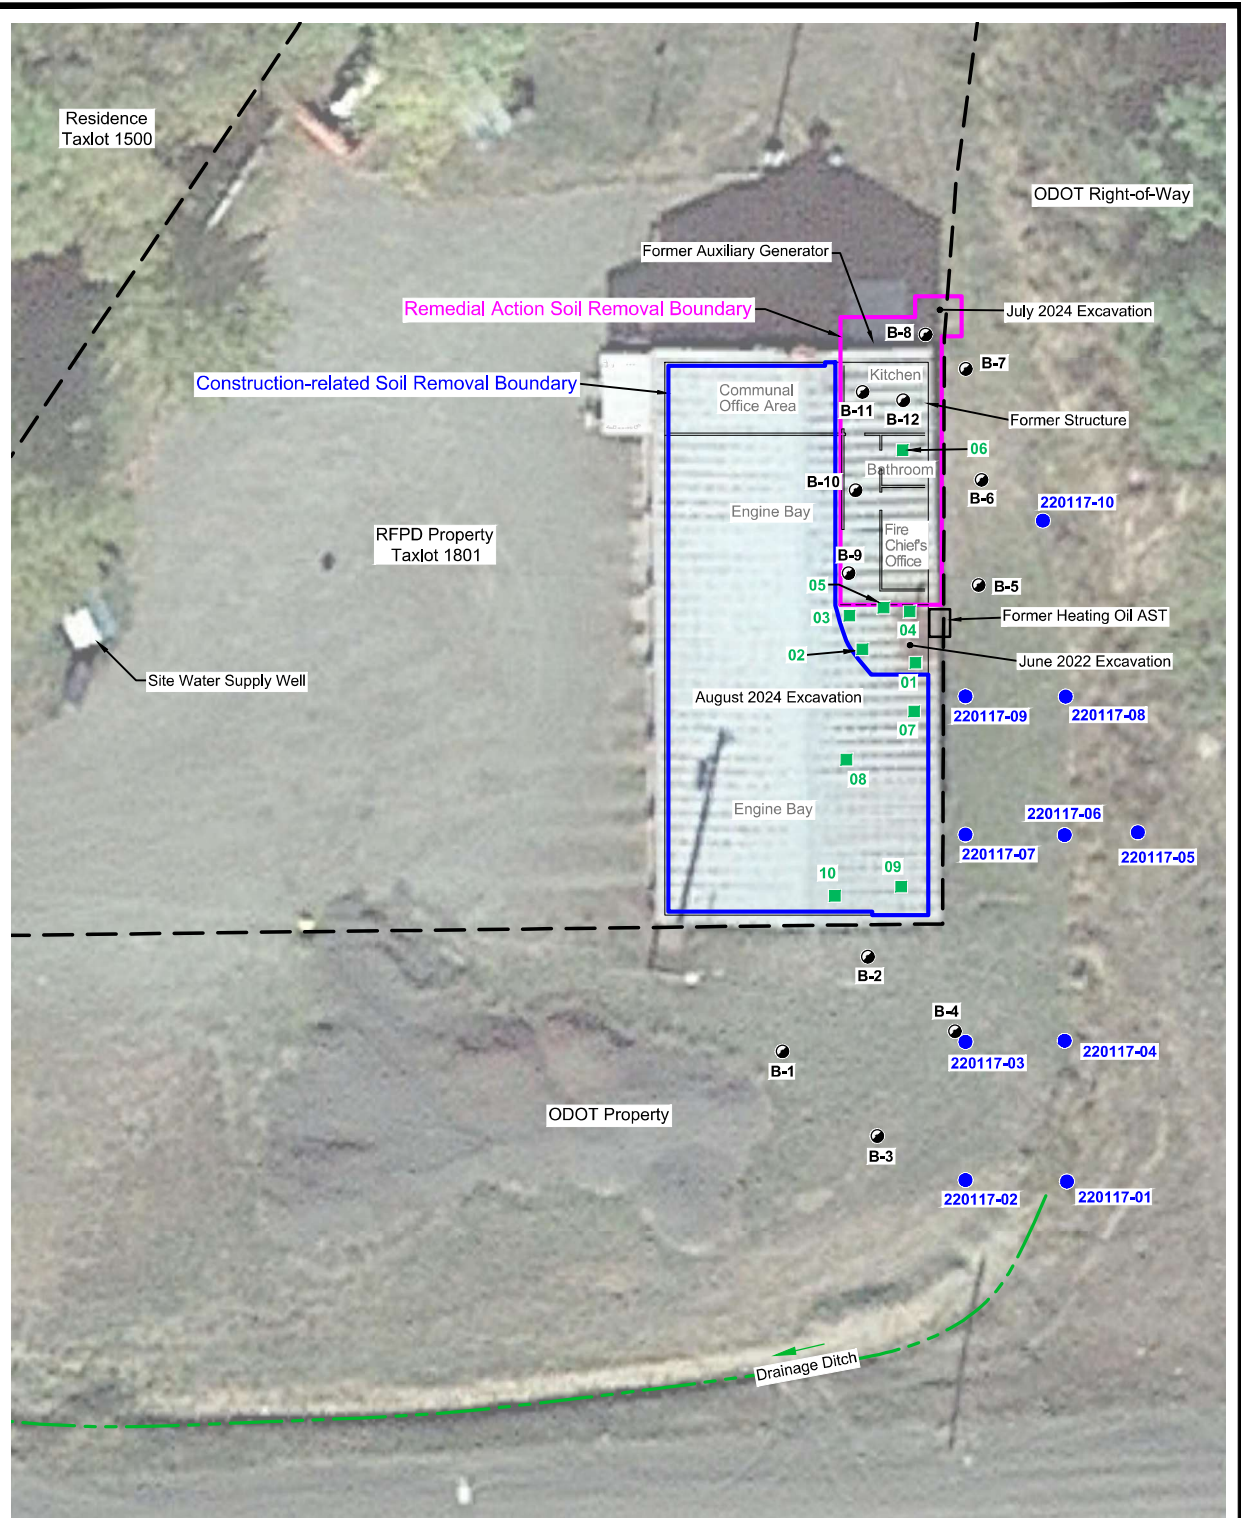 Residence
Taxlot 1500
ODOT Right-of-Way
Former Auxiliary Generator
Remedial Action Soil Removal Boundary
July 2024 Excavation
B-8
B-7
Kitchen
Construction-related Soil Removal Boundary
Communal
Office Area
B-11
B-12
Former Structure
06
Bathroom
B-10
B-6
220117-10
Engine Bay
RFPD Property
Taxlot 1801
Fire
Chief's
Office
B-9
05
B-5
03
04
Former Heating Oil AST
02
June 2022 Excavation
Site Water Supply Well
01
August 2024 Excavation
220117-09
220117-08
07
08
Engine Bay
220117-06
220117-07
220117-05
09
10
B-2
B-4
B-1
220117-03
220117-04
ODOT Property
B-3
220117-02
220117-01
Drainage Ditch